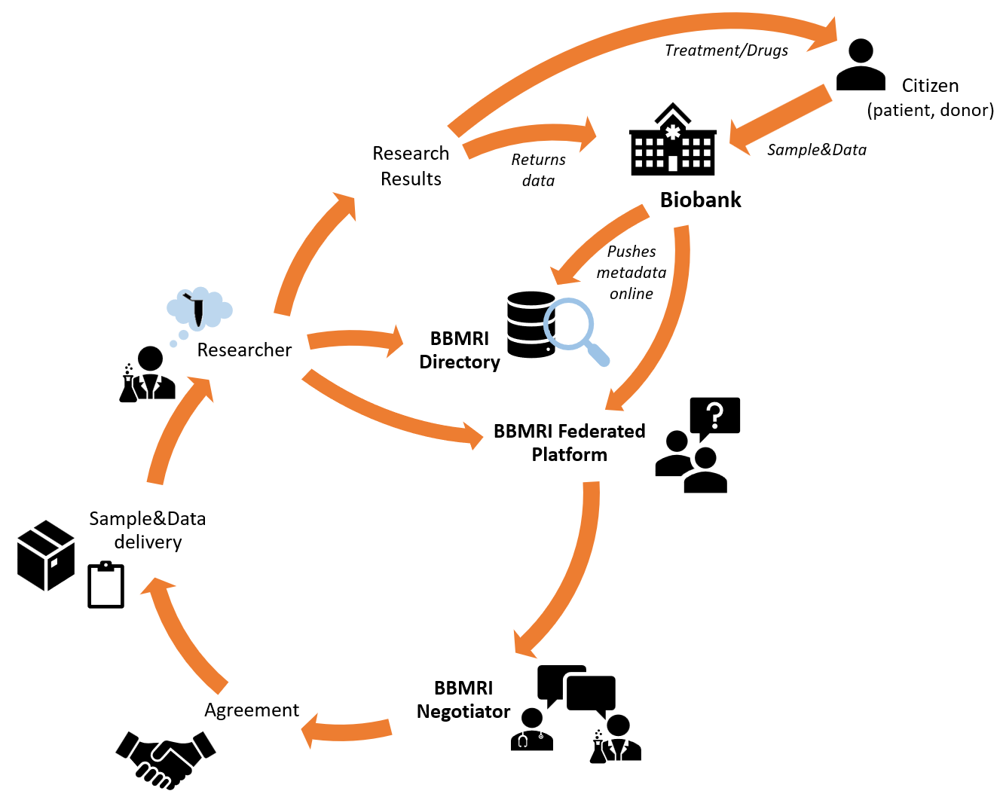 Treatment/Drugs
Citizen
(patient, donor)
Sample&Data
Research
Results
Returns
data
Biobank
Pushes
metadata
online
Researcher
BBMRI
Directory
BBMRI Federated
Platform
?
Sample&Data
delivery
BBMRI
Negotiator
Agreement